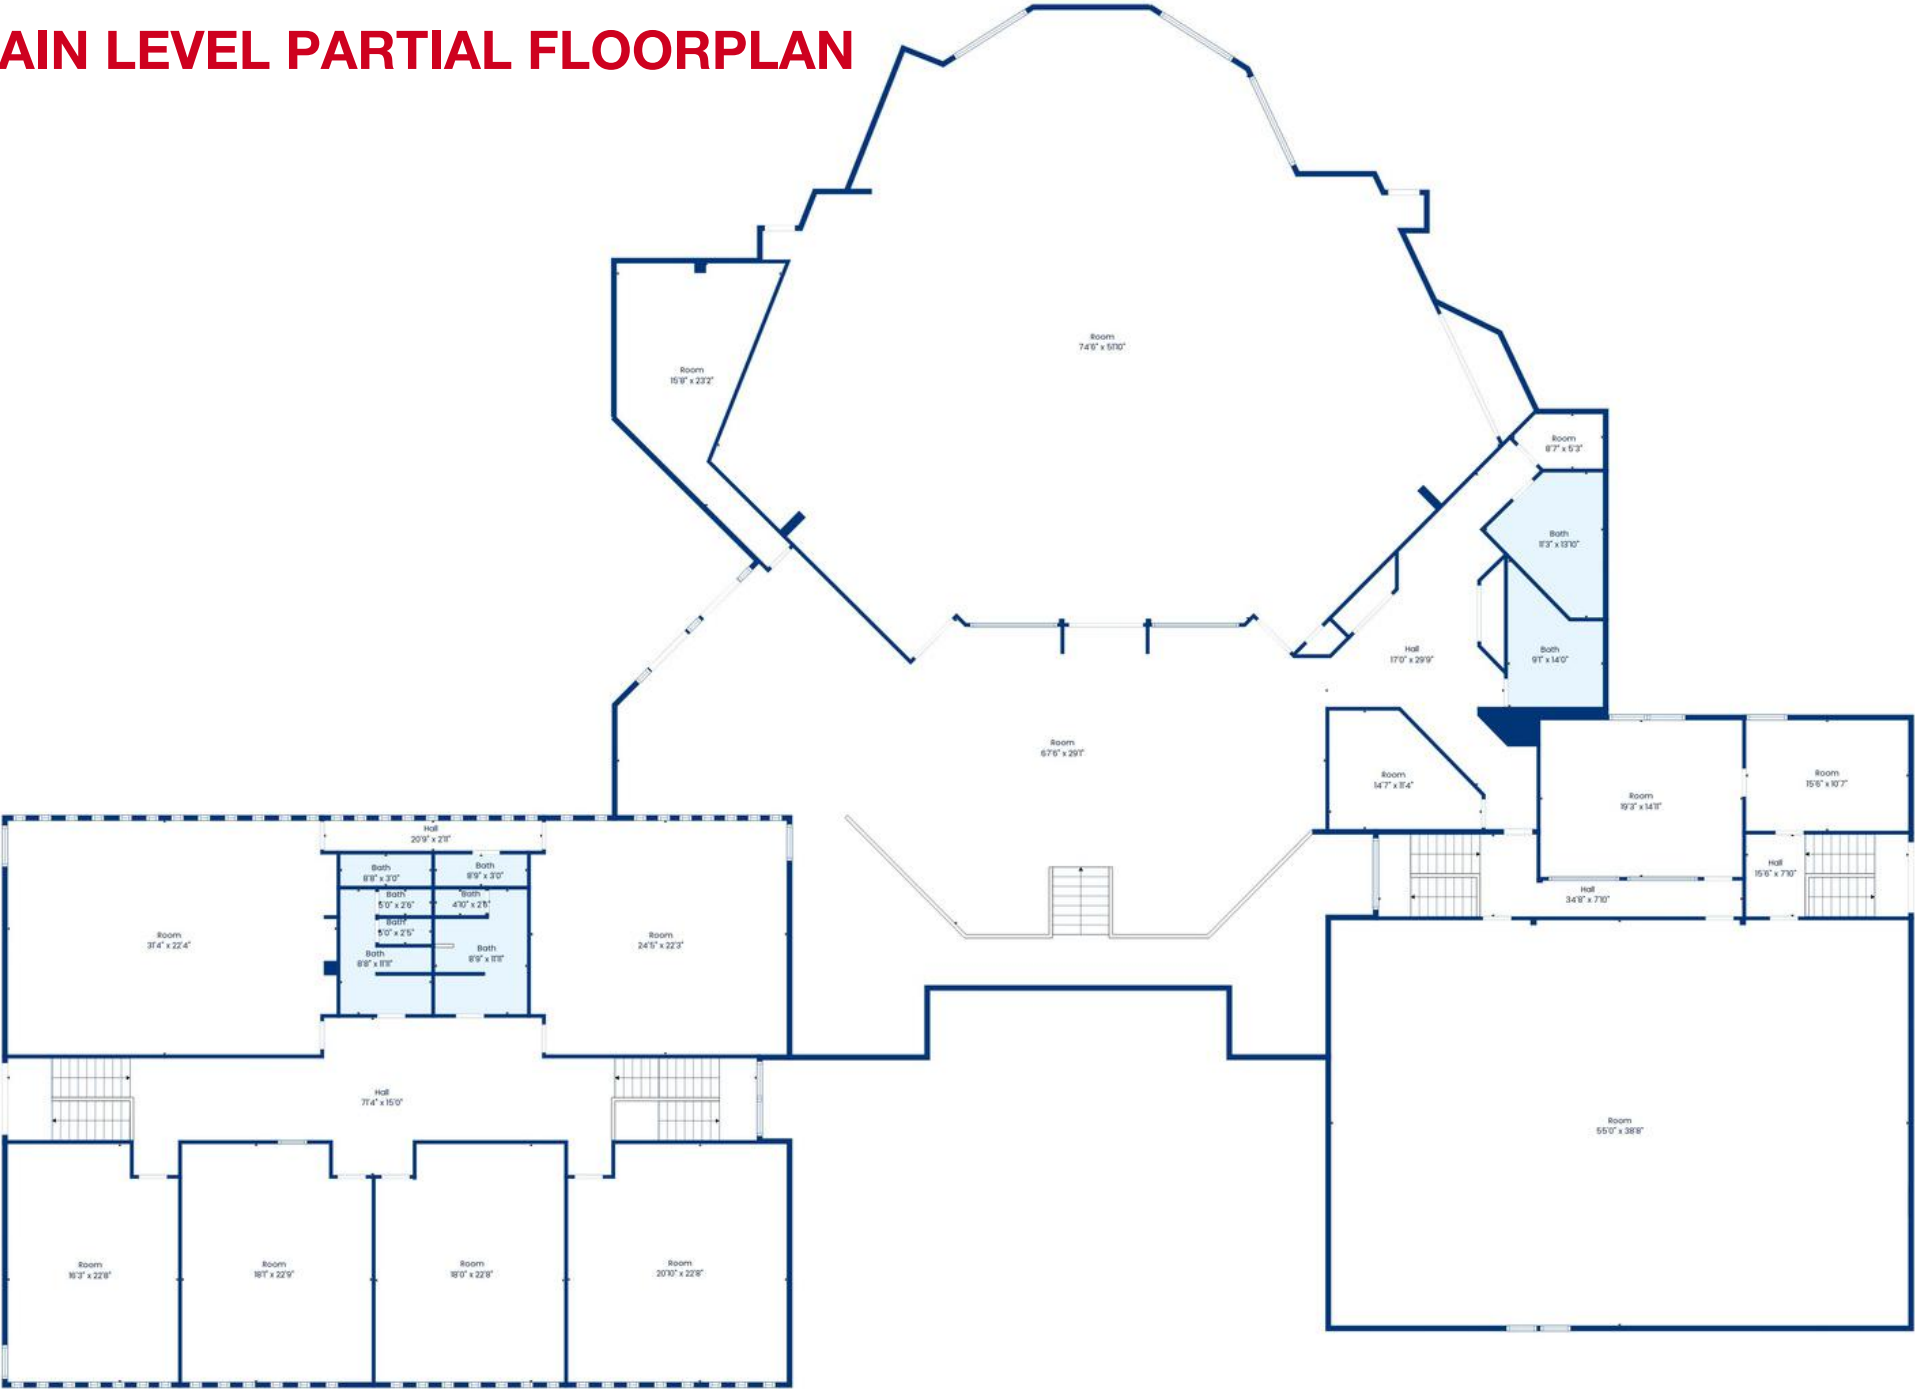 AIN LEVEL PARTIAL FLOORPLAN
Room
74'6" x 51'10"
Room
15'8" x 23'2"
Room
8'7" x 5'3"
Bath
11'3" x 13'10"
Hall
17'0" x 29'9"
Bath
9'1" x 14'0"
Room
67'6" x 29'1"
Room
14'7" x 11'4"
Room
19'3" x 14'11"
Room
15'6" x 10'7"
Hall
20'9" x 2'11"
Bath
8'8" x 3'0"
Bath
8'9" x 3'0"
Bath
5'0" x 2'6"
Bath
4'10" x 2'6"
Bath
5'0" x 2'5"
Bath
8'8" x 11'11"
Bath
8'9" x 11'11"
Room
31'4" x 22'4"
Room
24'5" x 22'3"
Hall
15'6" x 7'10"
Hall
34'8" x 7'10"
Hall
71'4" x 15'0"
Room
55'0" x 38'8"
Room
16'3" x 22'8"
Room
18'1" x 22'9"
Room
18'0" x 22'8"
Room
20'10" x 22'8"